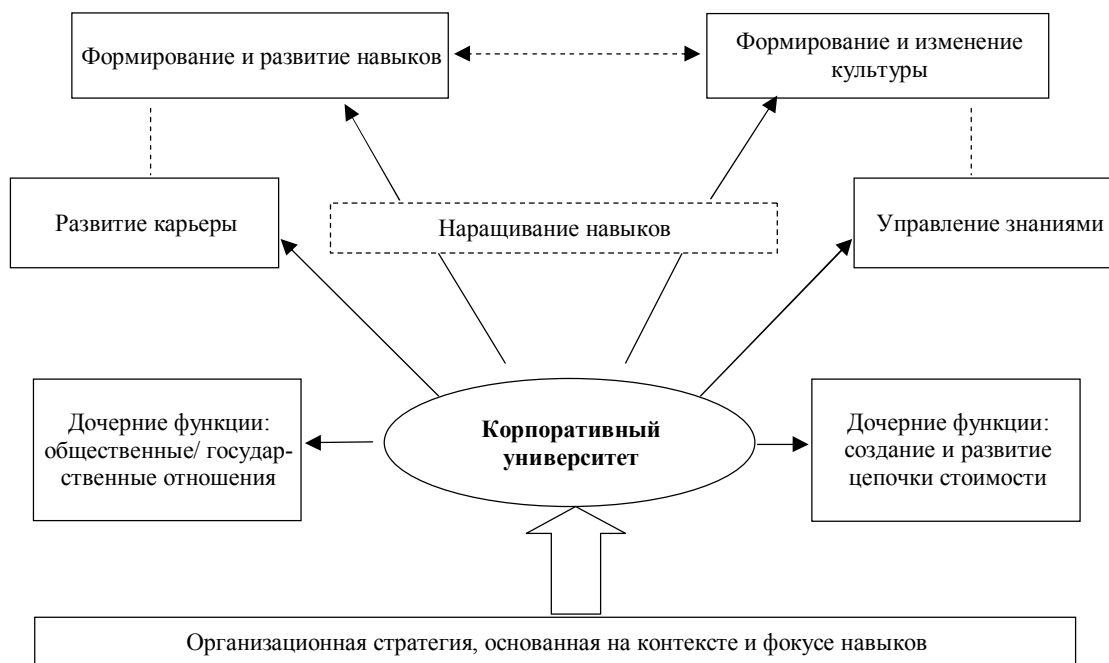 Формирование и развитие навыков
Формирование и изменение
культуры
Развитие карьеры
Наращивание навыков
Управление знаниями
Дочерние функции:
общественные/ государ-
ственные отношения
Корпоративный
университет
Дочерние функции:
создание и развитие
цепочки стоимости
Организационная стратегия, основанная на контексте и фокусе навыков